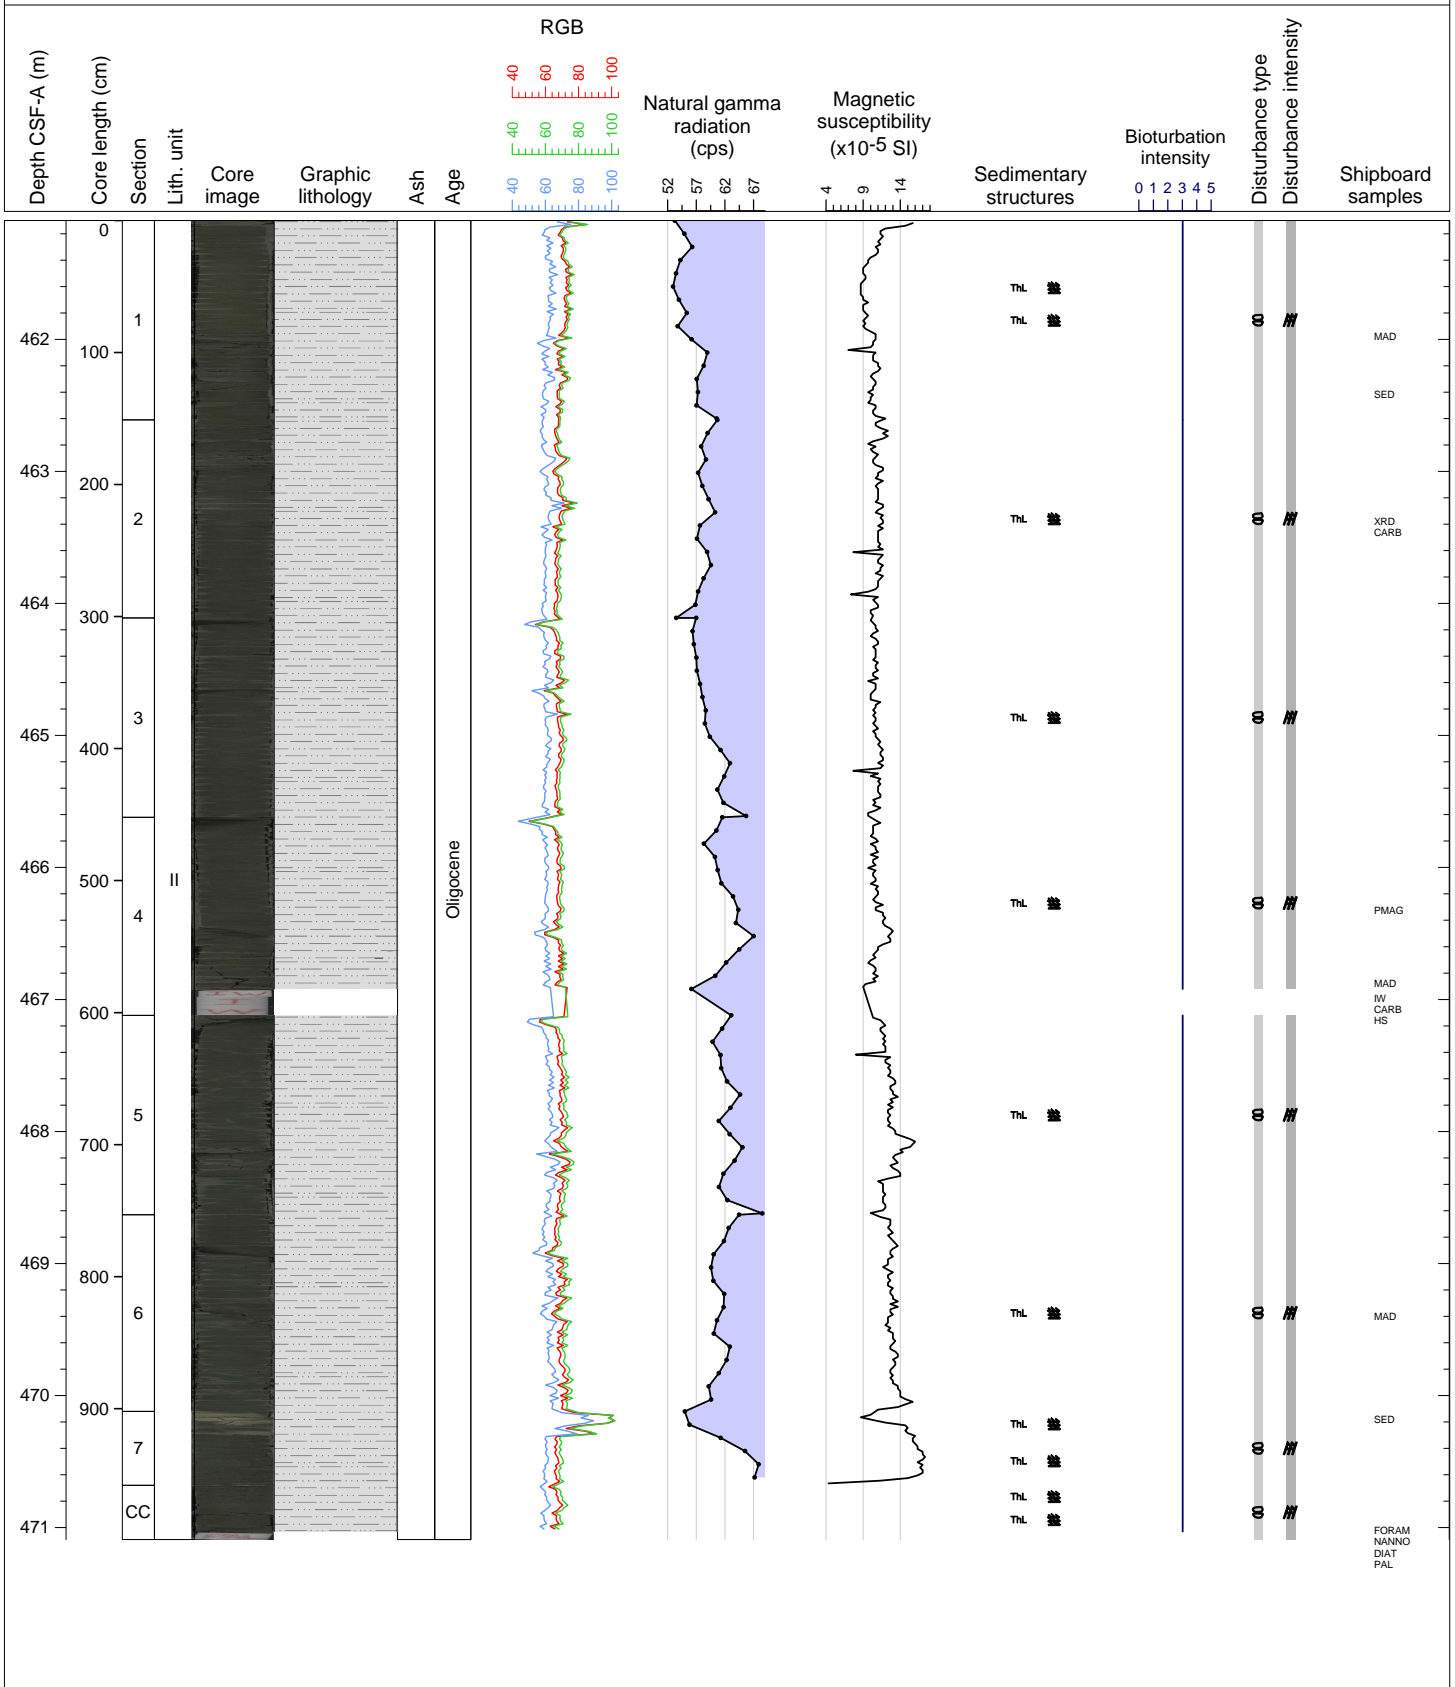 RGB
40 60 80 100
40 60 80 100
40 60 80 100
Depth CSF-A (m)
Core length (cm)
Section
Lith. unit
Core
image
Graphic
lithology
Ash
Age
Natural gamma
radiation
(cps)
52 57 62 67
Magnetic
susceptibility
(x10-5 SI)
4 9 14
Sedimentary
structures
Bioturbation
intensity
0 1 2 3 4 5
Disturbance type
Disturbance intensity
Shipboard
samples
462
463
464
465
466
467
468
469
470
471
0
100
200
300
400
500
600
700
800
900
1
2
3
4
5
6
7
CC
II
Oligocene
ThL
ThL
ThL
ThL
ThL
ThL
ThL
ThL
ThL
ThL
ThL
MAD
SED
XRD
CARB
PMAG
MAD
IW
CARB
HS
MAD
SED
FORAM
NANNO
DIAT
PAL